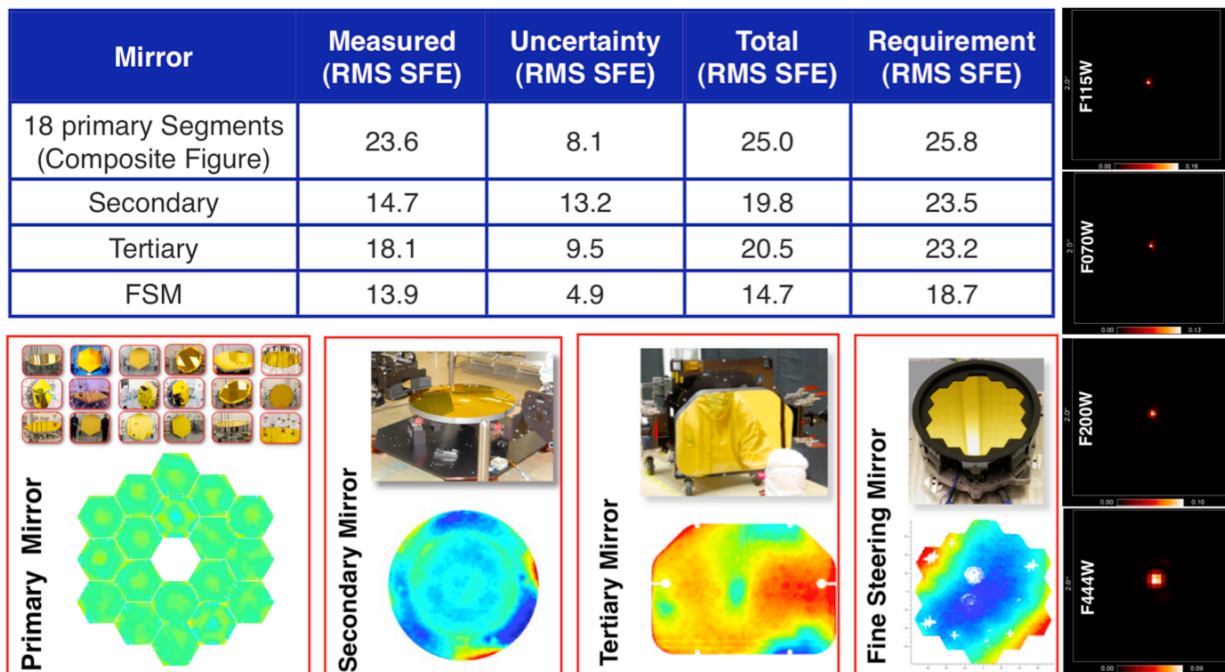 Mirror
Measured
(RMS SFE)
Uncertainty
(RMS SFE)
Total
(RMS SFE)
Requirement
(RMS SFE)
18 primary Segments
(Composite Figure)
23.6
8.1
25.0
25.8
Secondary
14.7
13.2
19.8
23.5
Tertiary
18.1
9.5
20.5
23.2
FSM
13.9
4.9
14.7
18.7
Primary Mirror
Secondary Mirror
Tertiary Mirror
Fine Steering Mirror
2.0"
F115W
0.00
0.16
2.0"
F070W
0.00
0.13
2.0"
F200W
0.00
0.10
2.0"
F444W
0.00
0.09